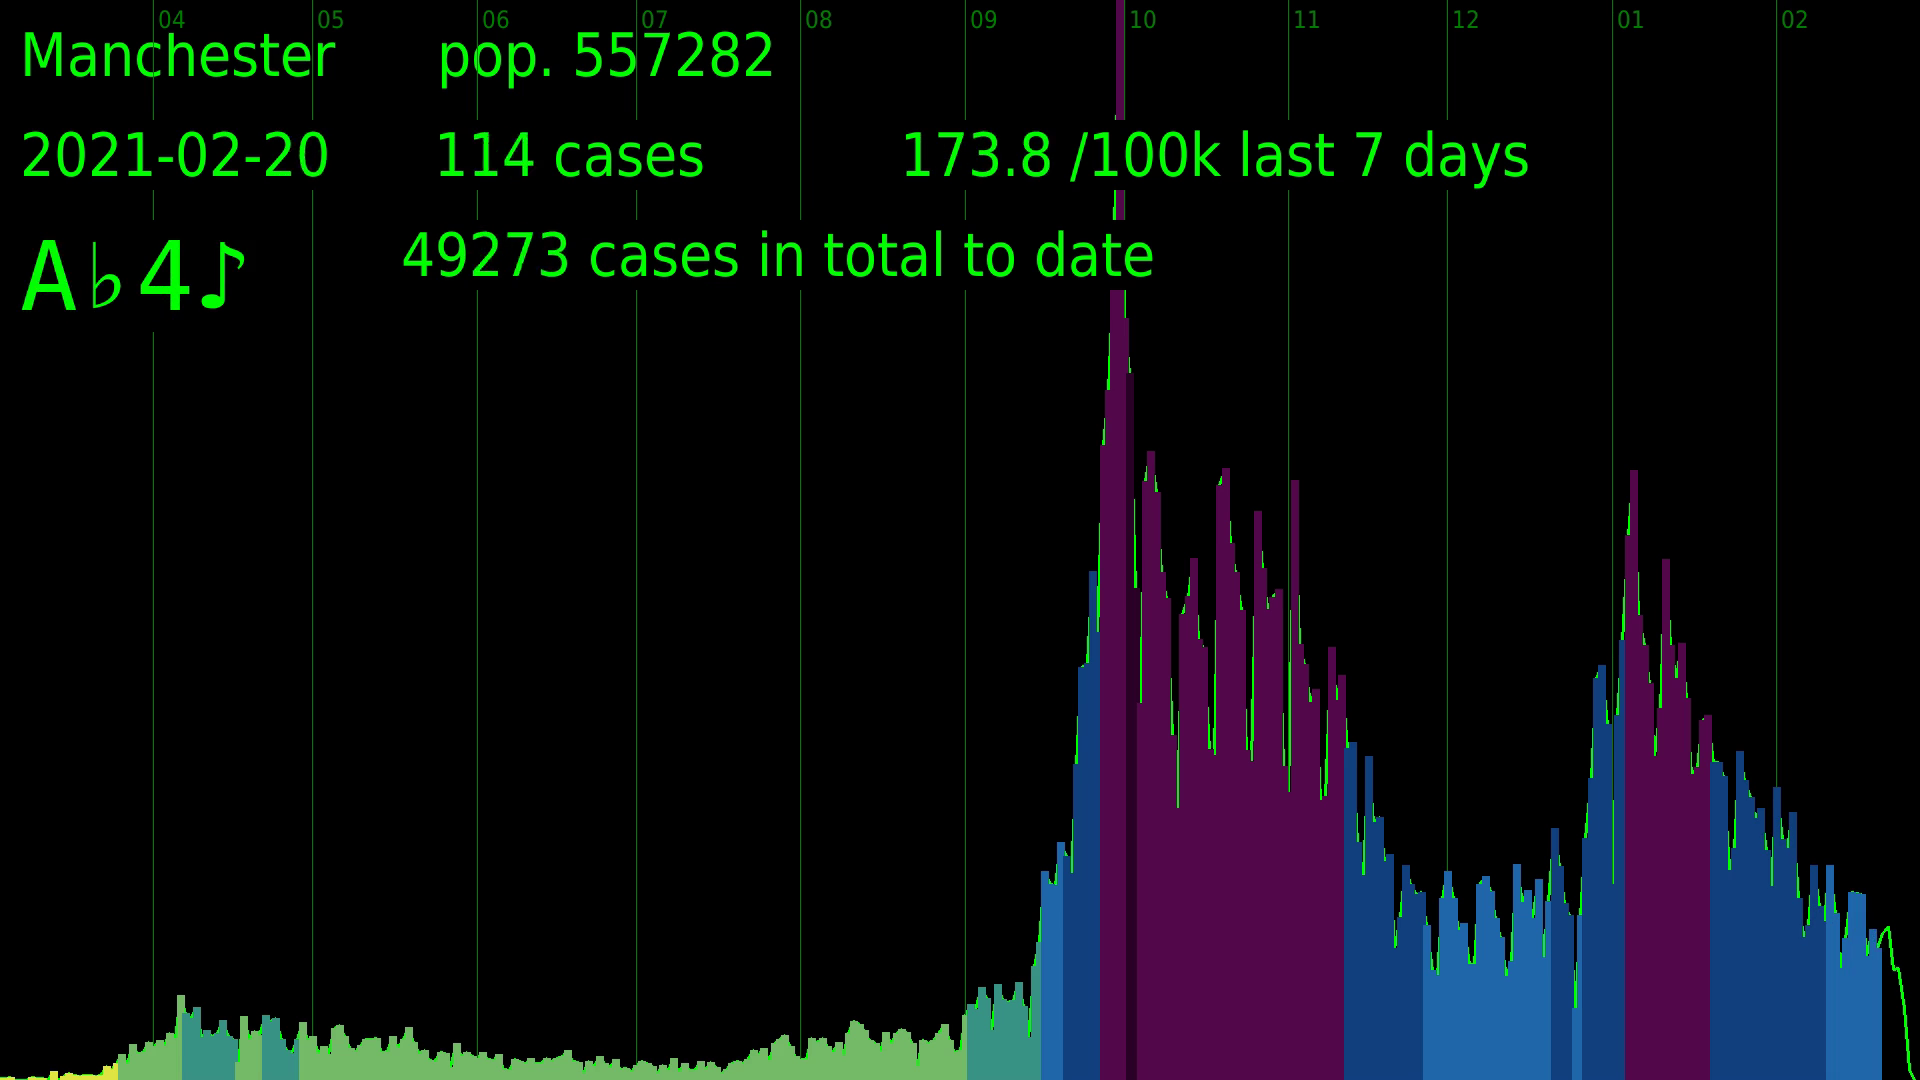 04 05 06 07 08 09 10 11 12 01 02
Manchester pop. 557282
2021-02-20 114 cases 173.8 /100k last 7 days
A♭4♪ 49273 cases in total to date